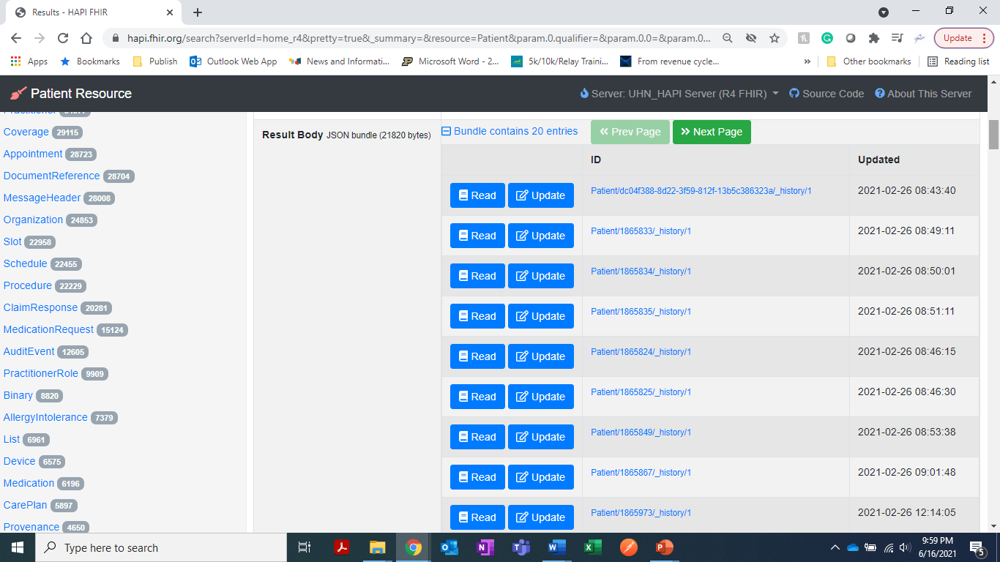 Results - HAPI FHIR
hapi.fhir.org/search?serverId=home_r4&pretty=true&_summary=&resource=Patient&param.0.qualifier=&param.0.0=&param.0...
Update
Apps
Bookmarks
Publish
Outlook Web App
News and Informati...
Microsoft Word - 2...
5k/10k/Relay Traini...
From revenue cycle...
»
Other bookmarks
Reading list
Patient Resource
Server: UHN_HAPI Server (R4 FHIR)
Source Code
About This Server
Coverage 29115
Appointment 28723
DocumentReference 28704
MessageHeader 28008
Organization 24853
Slot 22958
Schedule 22455
Procedure 22229
ClaimResponse 20281
MedicationRequest 15124
AuditEvent 12605
PractitionerRole 9909
Binary 8820
AllergyIntolerance 7379
List 6961
Device 6575
Medication 6196
CarePlan 5897
Provenance 4650
Result Body JSON bundle (21820 bytes)
Bundle contains 20 entries
Prev Page
Next Page
ID Updated
Read Update Patient/dc04f388-8d22-3f59-812f-13b5c386323a/_history/1 2021-02-26 08:43:40
Read Update Patient/1865833/_history/1 2021-02-26 08:49:11
Read Update Patient/1865834/_history/1 2021-02-26 08:50:01
Read Update Patient/1865835/_history/1 2021-02-26 08:51:11
Read Update Patient/1865824/_history/1 2021-02-26 08:46:15
Read Update Patient/1865825/_history/1 2021-02-26 08:46:30
Read Update Patient/1865849/_history/1 2021-02-26 08:53:38
Read Update Patient/1865867/_history/1 2021-02-26 09:01:48
Read Update Patient/1865973/_history/1 2021-02-26 12:14:05
Type here to search
9:59 PM
6/16/2021
5